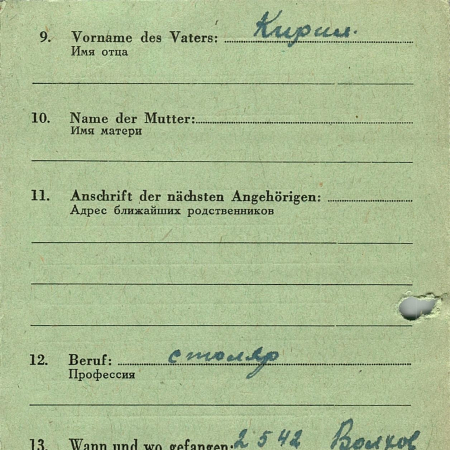 9. Vorname des Vaters: Кирил.
Имя отца
10. Name der Mutter:
Имя матери
11. Anschrift der nächsten Angehörigen:
Адрес ближайших родственников
12. Beruf: столяр
Профессия
13. Wann und wo gefangen: 2 5 42 Волхов